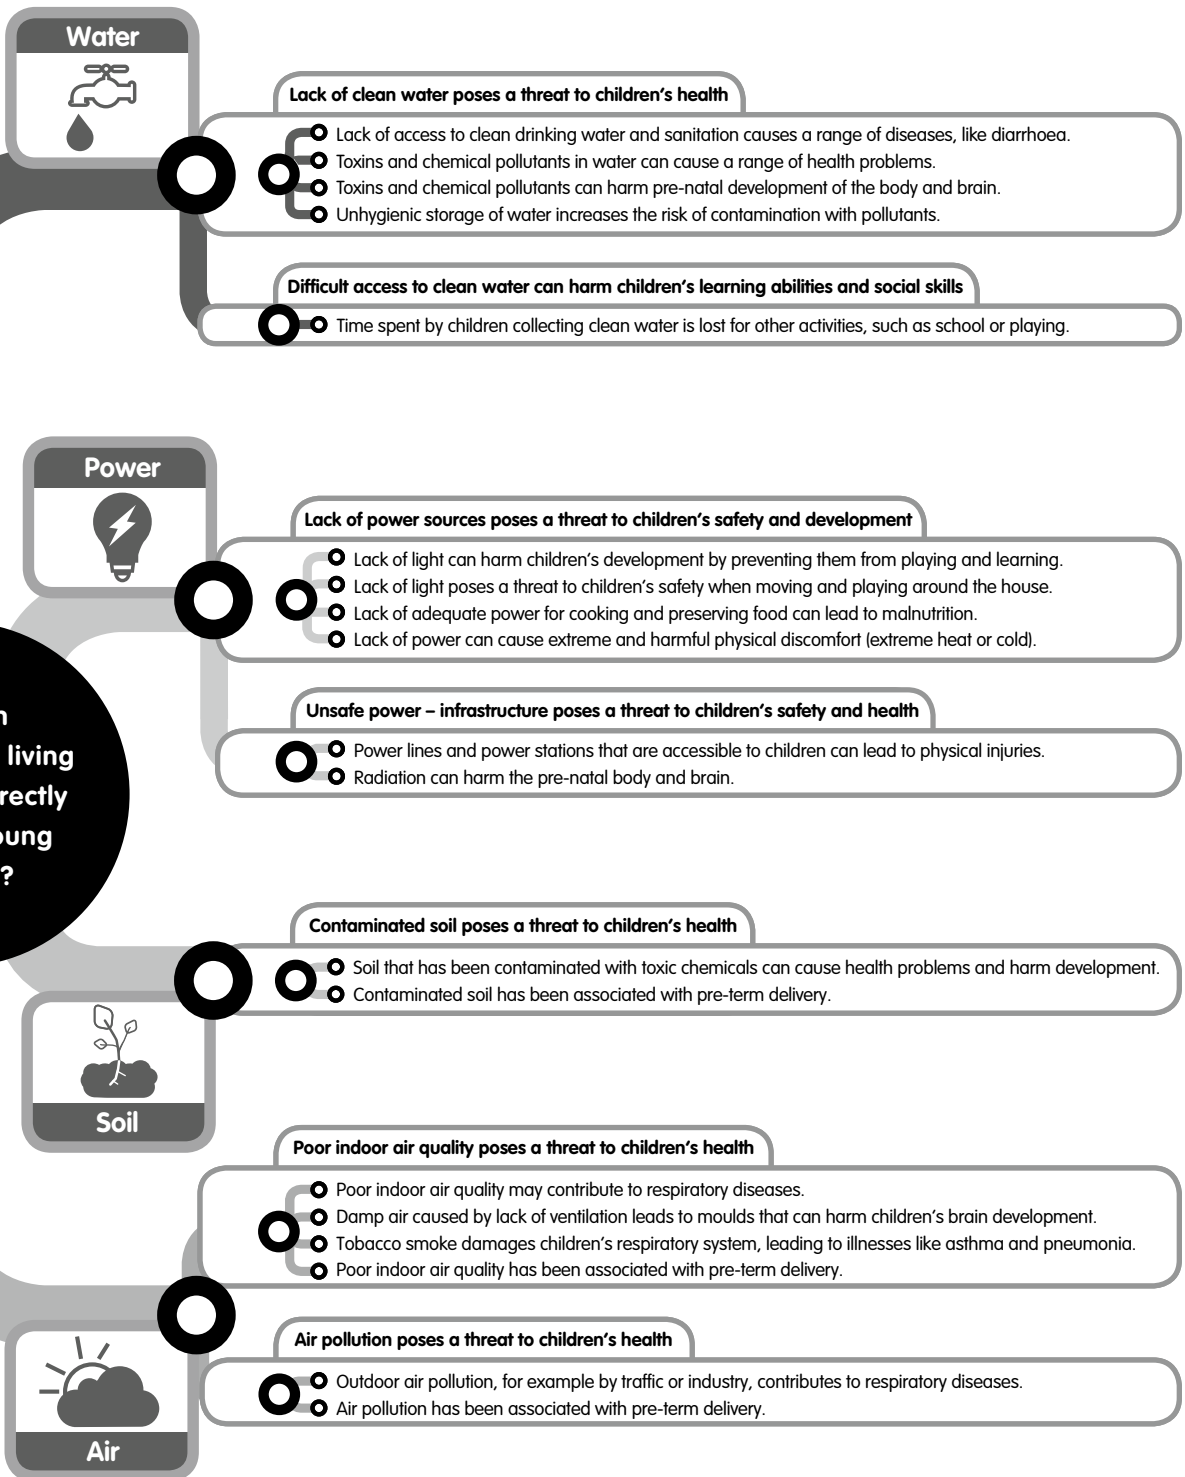 Water
Lack of clean water poses a threat to children's health
Lack of access to clean drinking water and sanitation causes a range of diseases, like diarrhoea.
Toxins and chemical pollutants in water can cause a range of health problems.
Toxins and chemical pollutants can harm pre-natal development of the body and brain.
Unhygienic storage of water increases the risk of contamination with pollutants.
Difficult access to clean water can harm children's learning abilities and social skills
Time spent by children collecting clean water is lost for other activities, such as school or playing.
Power
Lack of power sources poses a threat to children's safety and development
Lack of light can harm children's development by preventing them from playing and learning.
Lack of light poses a threat to children's safety when moving and playing around the house.
Lack of adequate power for cooking and preserving food can lead to malnutrition.
Lack of power can cause extreme and harmful physical discomfort (extreme heat or cold).
Unsafe power – infrastructure poses a threat to children's safety and health
Power lines and power stations that are accessible to children can lead to physical injuries.
Radiation can harm the pre-natal body and brain.
living
?
Contaminated soil poses a threat to children's health
Soil that has been contaminated with toxic chemicals can cause health problems and harm development.
Contaminated soil has been associated with pre-term delivery.
Soil
Poor indoor air quality poses a threat to children's health
Poor indoor air quality may contribute to respiratory diseases.
Damp air caused by lack of ventilation leads to moulds that can harm children's brain development.
Tobacco smoke damages children's respiratory system, leading to illnesses like asthma and pneumonia.
Poor indoor air quality has been associated with pre-term delivery.
Air pollution poses a threat to children's health
Outdoor air pollution, for example by traffic or industry, contributes to respiratory diseases.
Air pollution has been associated with pre-term delivery.
Air